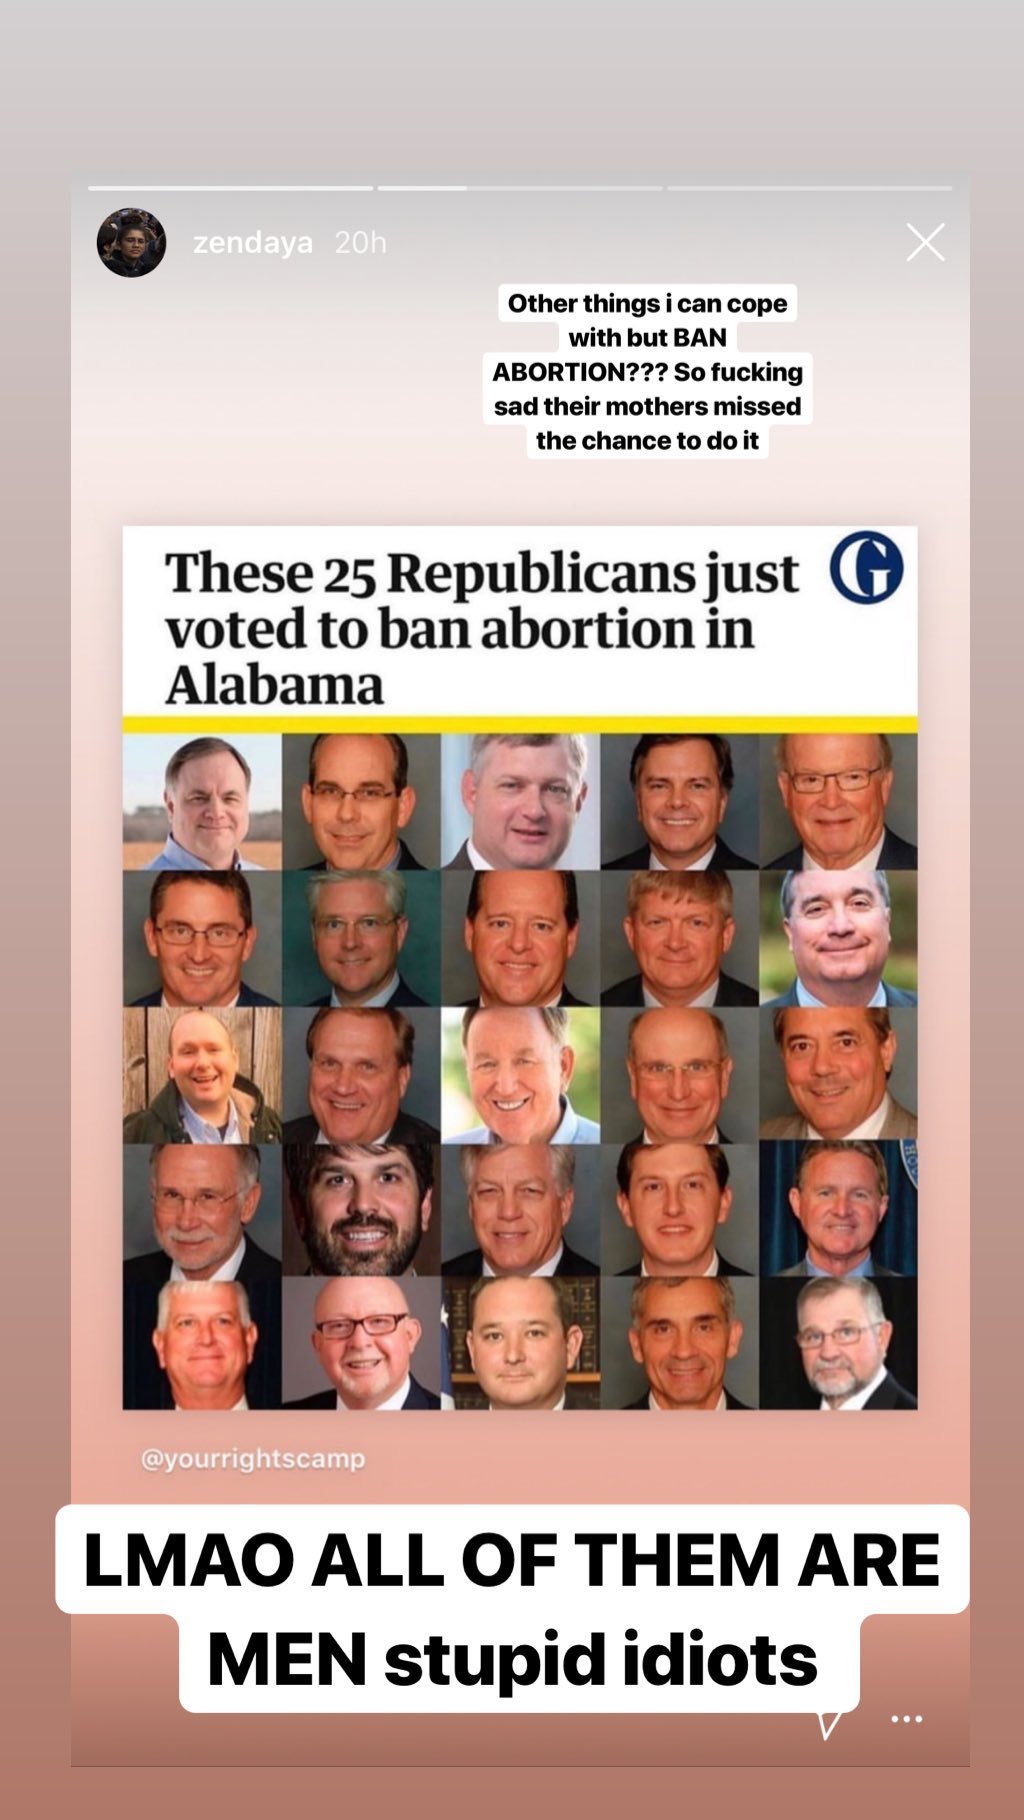 zendaya 20h
Other things i can cope
with but BAN
ABORTION??? So fucking
sad their mothers missed
the chance to do it
These 25 Republicans just
voted to ban abortion in
Alabama
G
@yourrightscamp
LMAO ALL OF THEM ARE
MEN stupid idiots